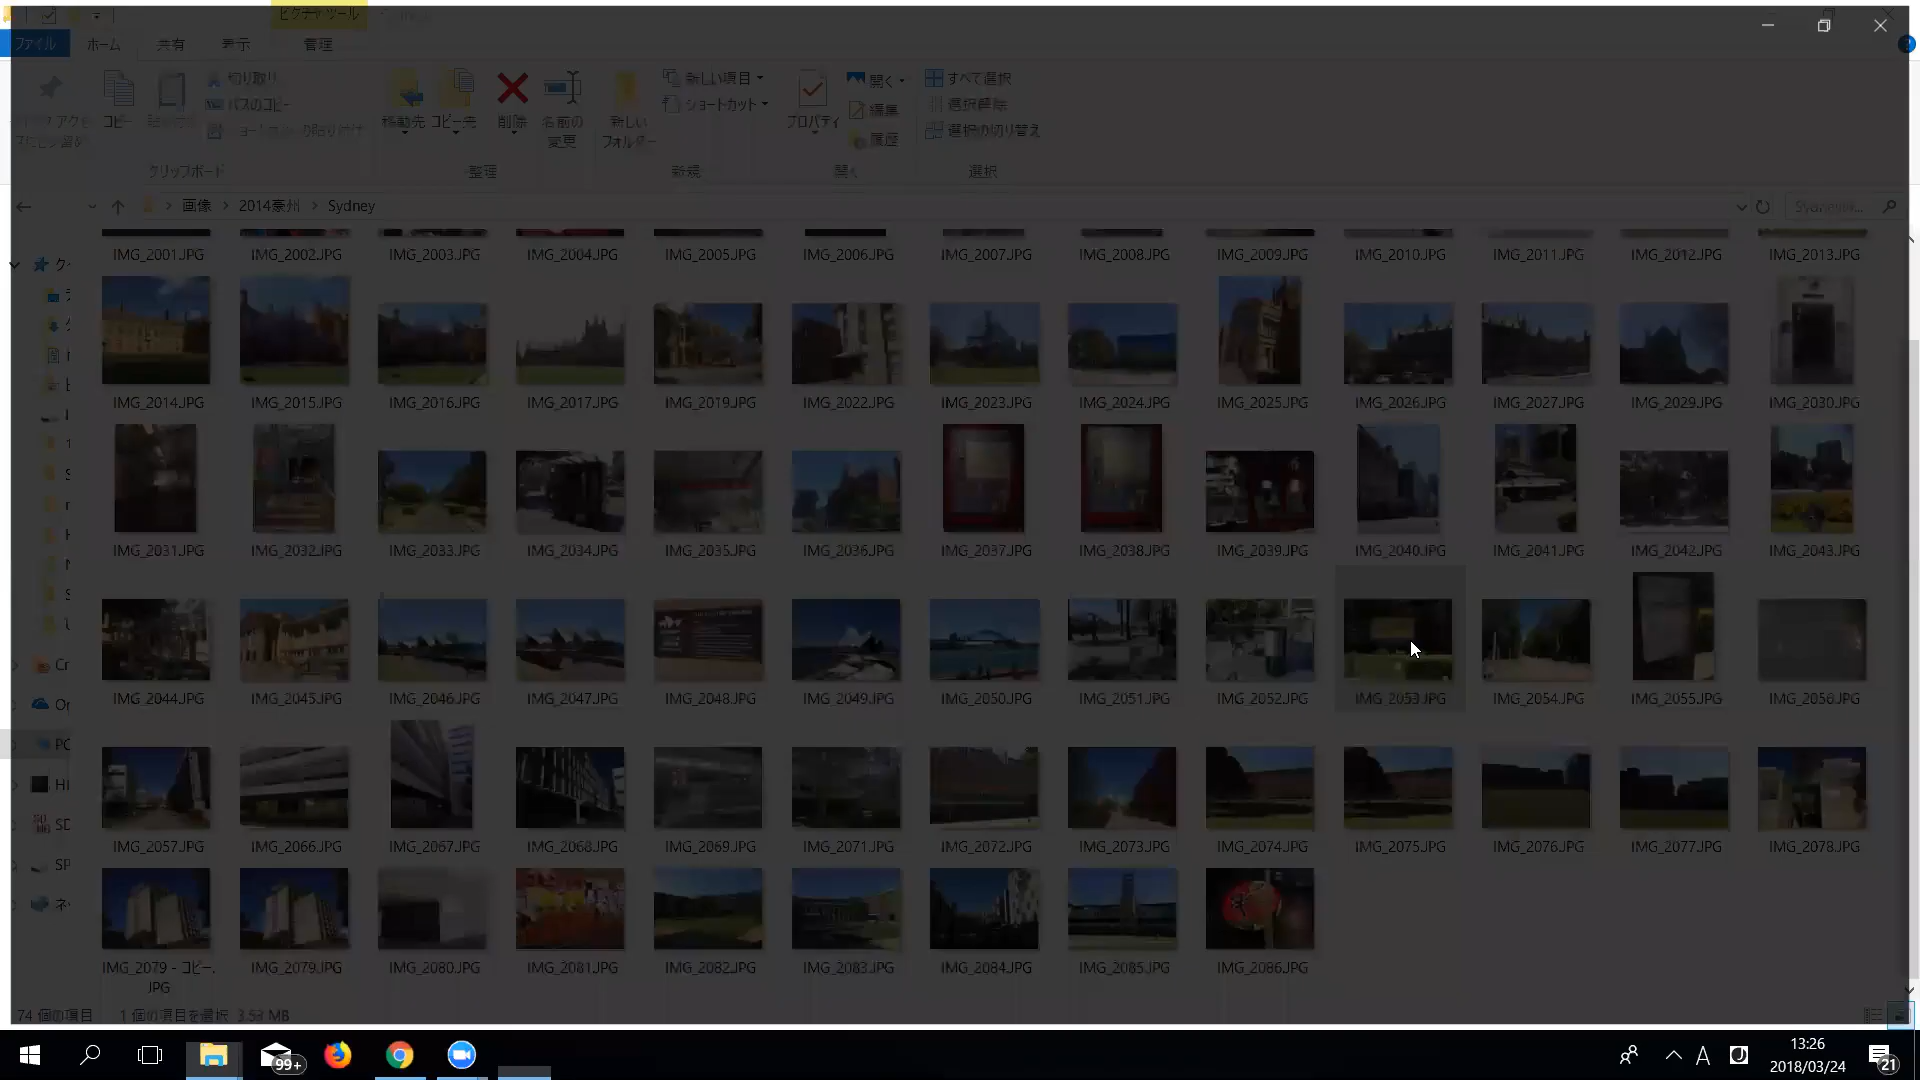 ピクチャ ツール
ファイル ホーム 共有 表示 管理
コピー
切り取り
パスのコピー
ショートカットの貼り付け
移動先 コピー先 削除 名前の
変更
新しい
フォルダー
新しい項目
ショートカット
プロパティ
開く
編集
履歴
すべて選択
選択解除
選択の切り替え
クリップボード 整理 新規 開く 選択
画像 › 2014豪州 › Sydney
IMG_2001.JPG IMG_2002.JPG IMG_2003.JPG IMG_2004.JPG IMG_2005.JPG IMG_2006.JPG IMG_2007.JPG IMG_2008.JPG IMG_2009.JPG IMG_2010.JPG IMG_2011.JPG IMG_2012.JPG IMG_2013.JPG
IMG_2014.JPG IMG_2015.JPG IMG_2016.JPG IMG_2017.JPG IMG_2019.JPG IMG_2022.JPG IMG_2023.JPG IMG_2024.JPG IMG_2025.JPG IMG_2026.JPG IMG_2027.JPG IMG_2029.JPG IMG_2030.JPG
IMG_2031.JPG IMG_2032.JPG IMG_2033.JPG IMG_2034.JPG IMG_2035.JPG IMG_2036.JPG IMG_2037.JPG IMG_2038.JPG IMG_2039.JPG IMG_2040.JPG IMG_2041.JPG IMG_2042.JPG IMG_2043.JPG
IMG_2044.JPG IMG_2045.JPG IMG_2046.JPG IMG_2047.JPG IMG_2048.JPG IMG_2049.JPG IMG_2050.JPG IMG_2051.JPG IMG_2052.JPG IMG_2053.JPG IMG_2054.JPG IMG_2055.JPG IMG_2056.JPG
IMG_2057.JPG IMG_2066.JPG IMG_2067.JPG IMG_2068.JPG IMG_2069.JPG IMG_2071.JPG IMG_2072.JPG IMG_2073.JPG IMG_2074.JPG IMG_2075.JPG IMG_2076.JPG IMG_2077.JPG IMG_2078.JPG
IMG_2079 - コピー.JPG IMG_2079.JPG IMG_2080.JPG IMG_2081.JPG IMG_2082.JPG IMG_2083.JPG IMG_2084.JPG IMG_2085.JPG IMG_2086.JPG
PC
74 個の項目 1 個の項目を選択 3.53 MB
99+
A
13:26
2018/03/24
21